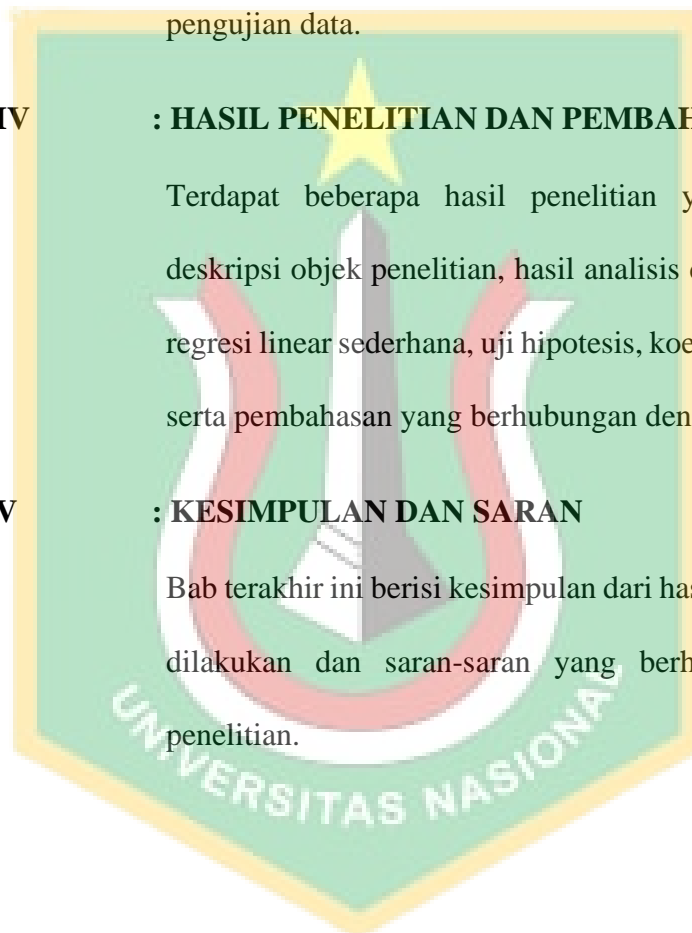 pengujian data.
IV : HASIL PENELITIAN DAN PEMBAH
Terdapat beberapa hasil penelitian y
deskripsi objek penelitian, hasil analisis
regresi linear sederhana, uji hipotesis, koe
serta pembahasan yang berhubungan den
V : KESIMPULAN DAN SARAN
Bab terakhir ini berisi kesimpulan dari has
dilakukan dan saran-saran yang berh
penelitian.
UNIVERSITAS NASIONAL